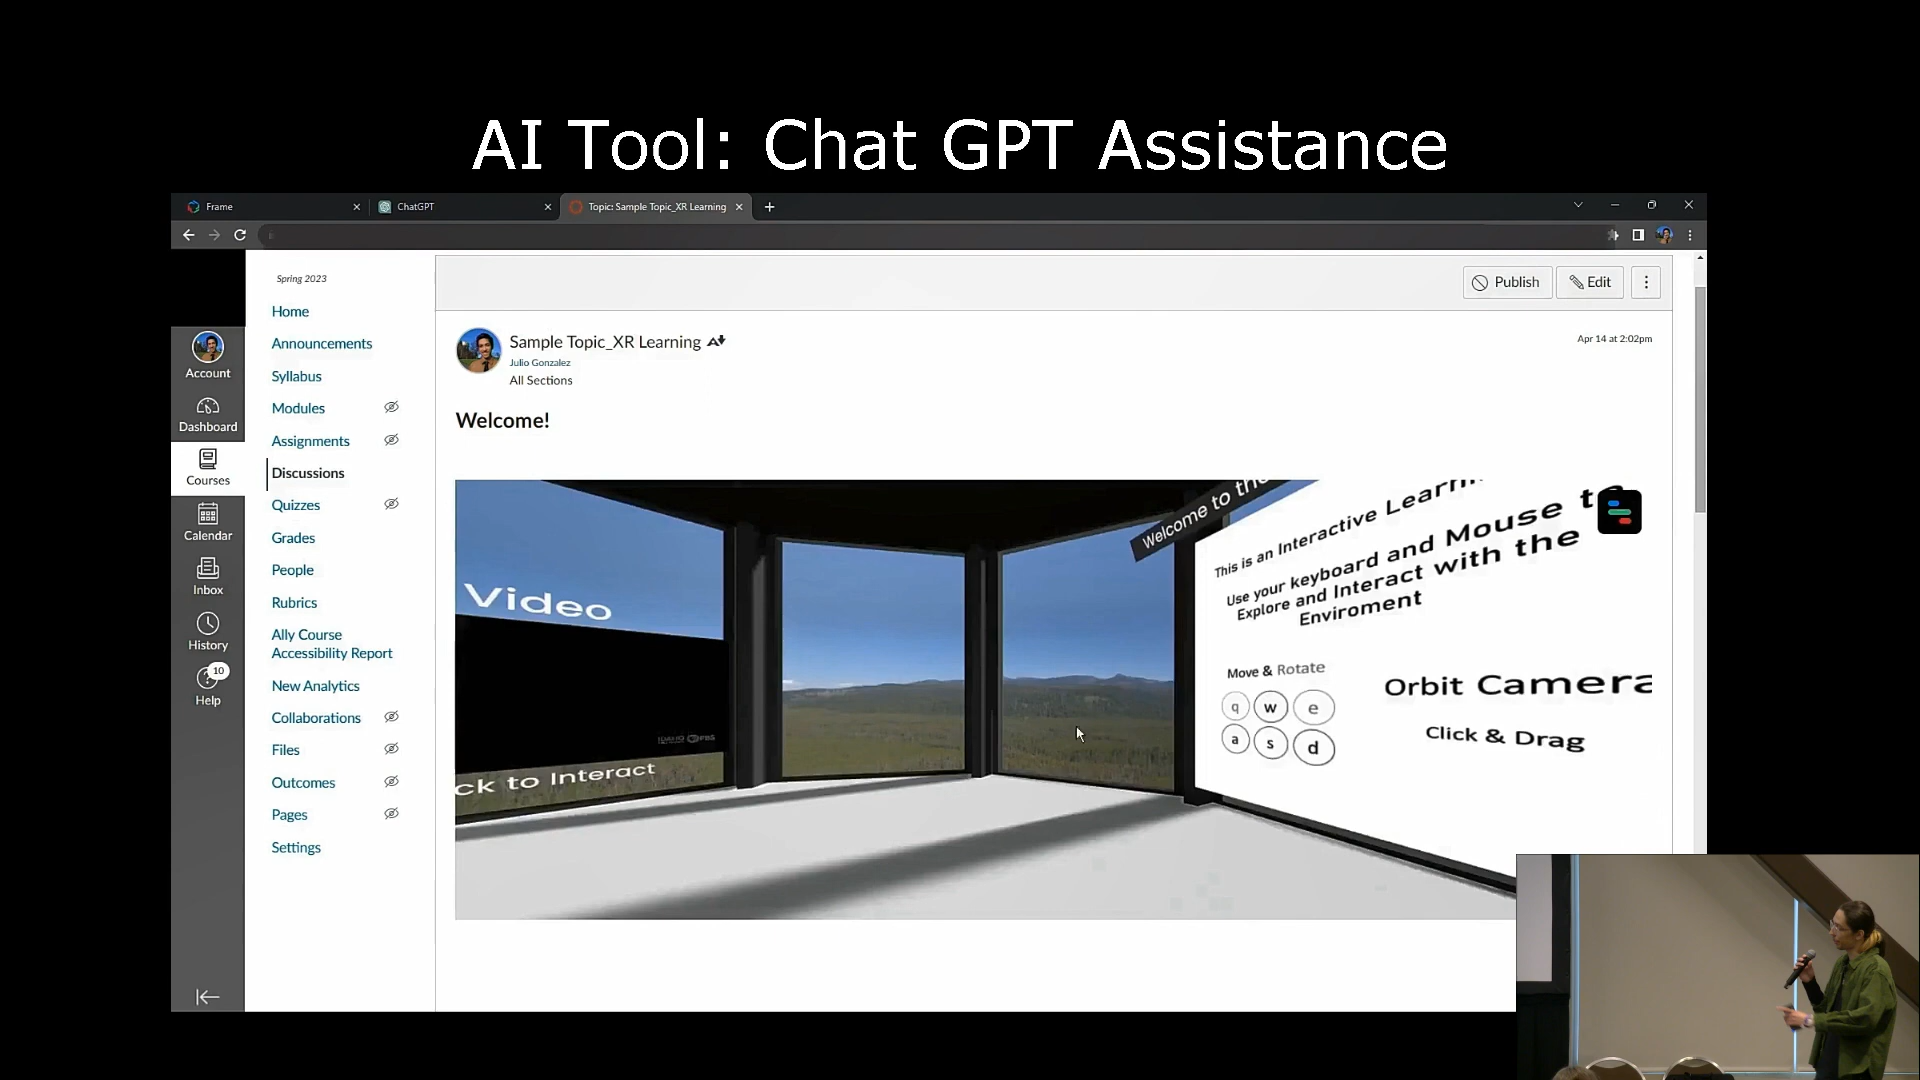 AI Tool: Chat GPT Assistance
Frame
ChatGPT
Topic: Sample Topic_XR Learning
Spring 2023
Home
Announcements
Syllabus
Modules
Assignments
Discussions
Quizzes
Grades
People
Rubrics
Ally Course
Accessibility Report
New Analytics
Collaborations
Files
Outcomes
Pages
Settings
Account
Dashboard
Courses
Calendar
Inbox
History
10
Help
Publish
Edit
Sample Topic_XR Learning
Julio Gonzalez
All Sections
Apr 14 at 2:02pm
Welcome!
Video
IDAHO PBS
ck to Interact
Welcome to the
This is an Interactive Learni
Use your keyboard and Mouse to
Explore and Interact with the
Enviroment
Move & Rotate
q w e
a s d
Orbit Camera
Click & Drag